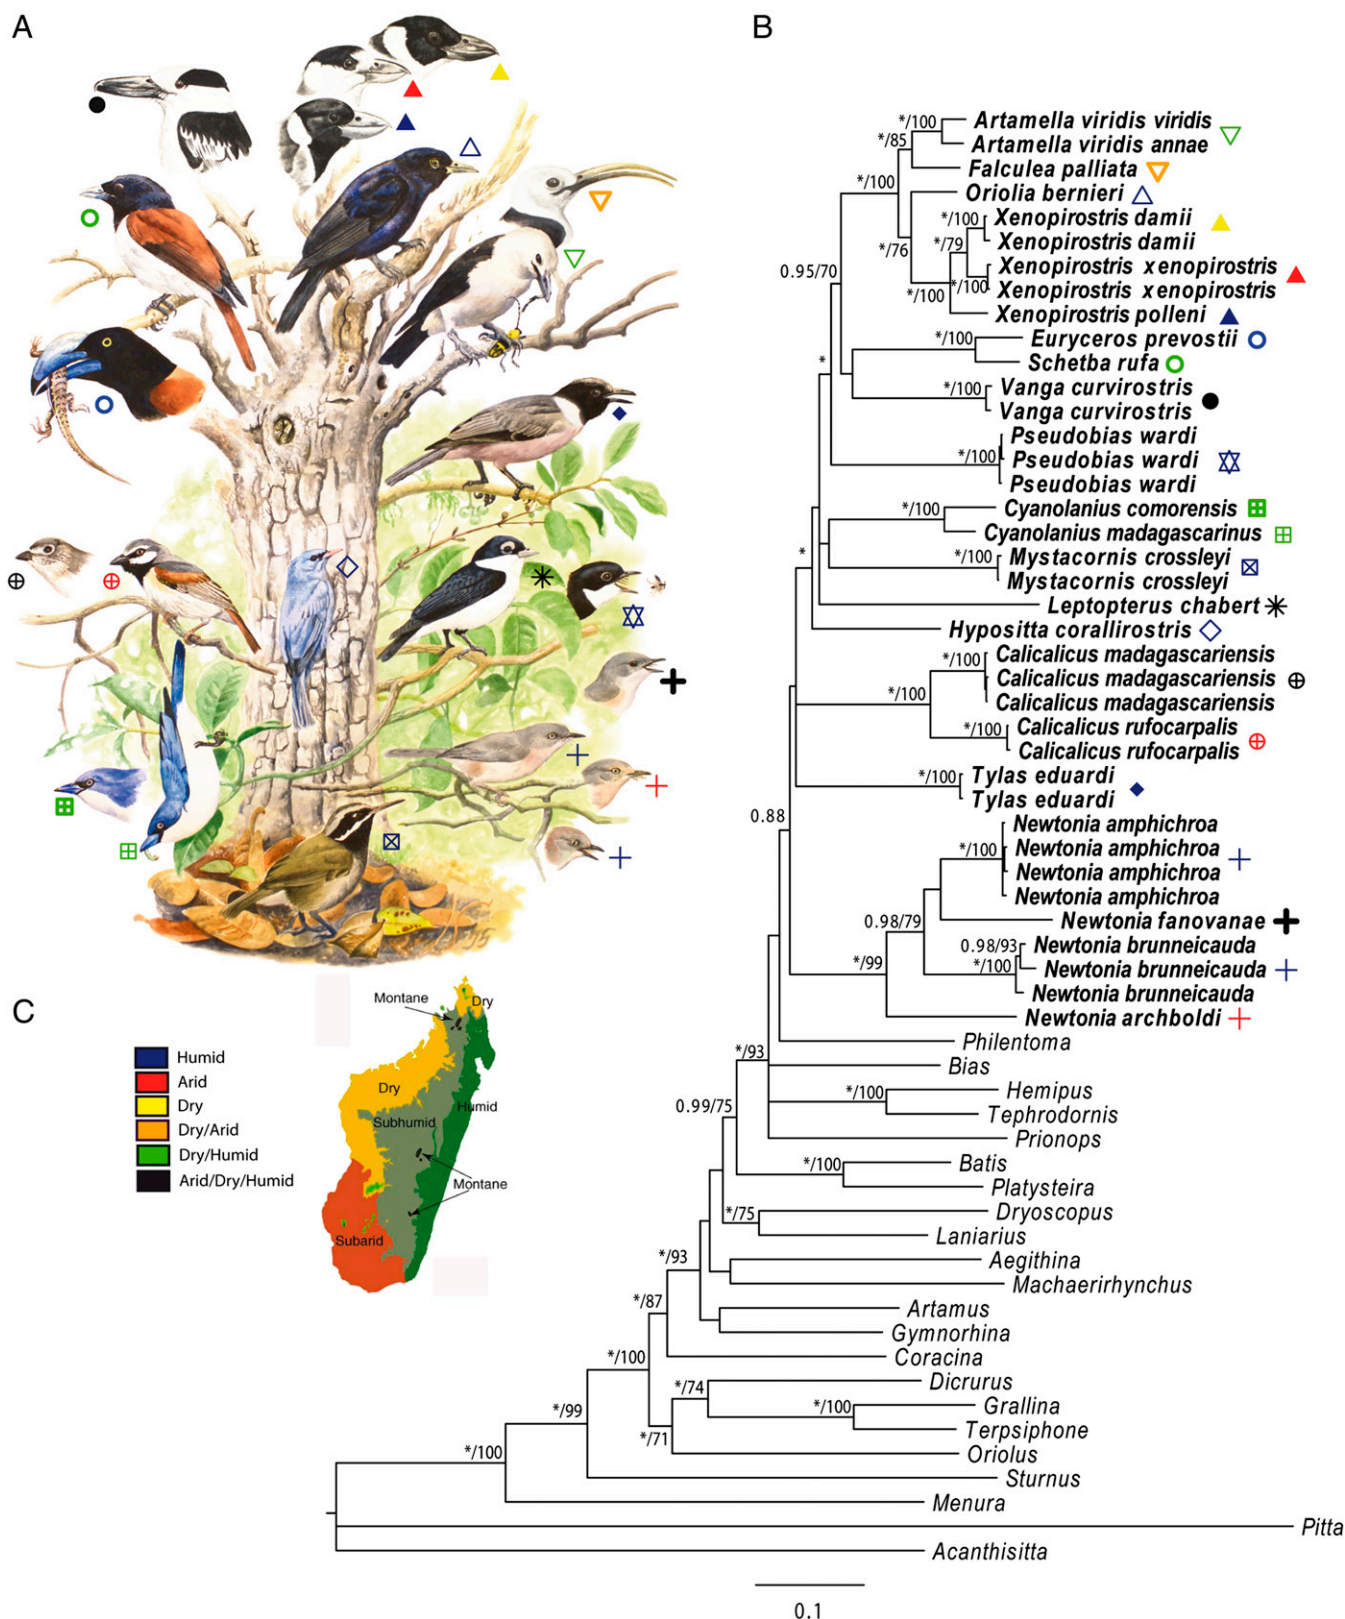 A
B
*/100
Artamella viridis viridis
*/85
Artamella viridis annae
Falculea palliata
*/100
Oriolia bernieri
*/100
Xenopirostris damii
*/79
Xenopirostris damii
*/76
0.95/70
Xenopirostris xenopirostris
*/100
Xenopirostris xenopirostris
*/100
Xenopirostris polleni
*/100
Euryceros prevostii
Schetba rufa
*
*/100
Vanga curvirostris
Vanga curvirostris
Pseudobias wardi
*/100
Pseudobias wardi
Pseudobias wardi
*/100
Cyanolanius comorensis
Cyanolanius madagascarinus
*
*/100
Mystacornis crossleyi
Mystacornis crossleyi
Leptopterus chabert
Hypositta corallirostris
*/100
Calicalicus madagascariensis
Calicalicus madagascariensis
*/100
Calicalicus madagascariensis
*/100
Calicalicus rufocarpalis
Calicalicus rufocarpalis
*/100
Tylas eduardi
Tylas eduardi
0.88
Newtonia amphichroa
*/100
Newtonia amphichroa
Newtonia amphichroa
Newtonia amphichroa
0.98/79
Newtonia fanovanae
0.98/93
Newtonia brunneicauda
*/99
*/100
Newtonia brunneicauda
Newtonia brunneicauda
Newtonia archboldi
Philentoma
*/93
Bias
*/100
Hemipus
0.99/75
Tephrodornis
Prionops
*/100
Batis
Platysteira
*/75
Dryoscopus
Laniarius
*/93
Aegithina
Machaerirhynchus
*/87
Artamus
Gymnorhina
*/100
Coracina
*/74
Dicrurus
*/100
Grallina
*/99
Terpsiphone
*/71
Oriolus
*/100
Sturnus
Menura
Pitta
Acanthisitta
0.1
C
Humid
Arid
Dry
Dry/Arid
Dry/Humid
Arid/Dry/Humid
Montane
Dry
Dry
Humid
Subhumid
Montane
Subarid